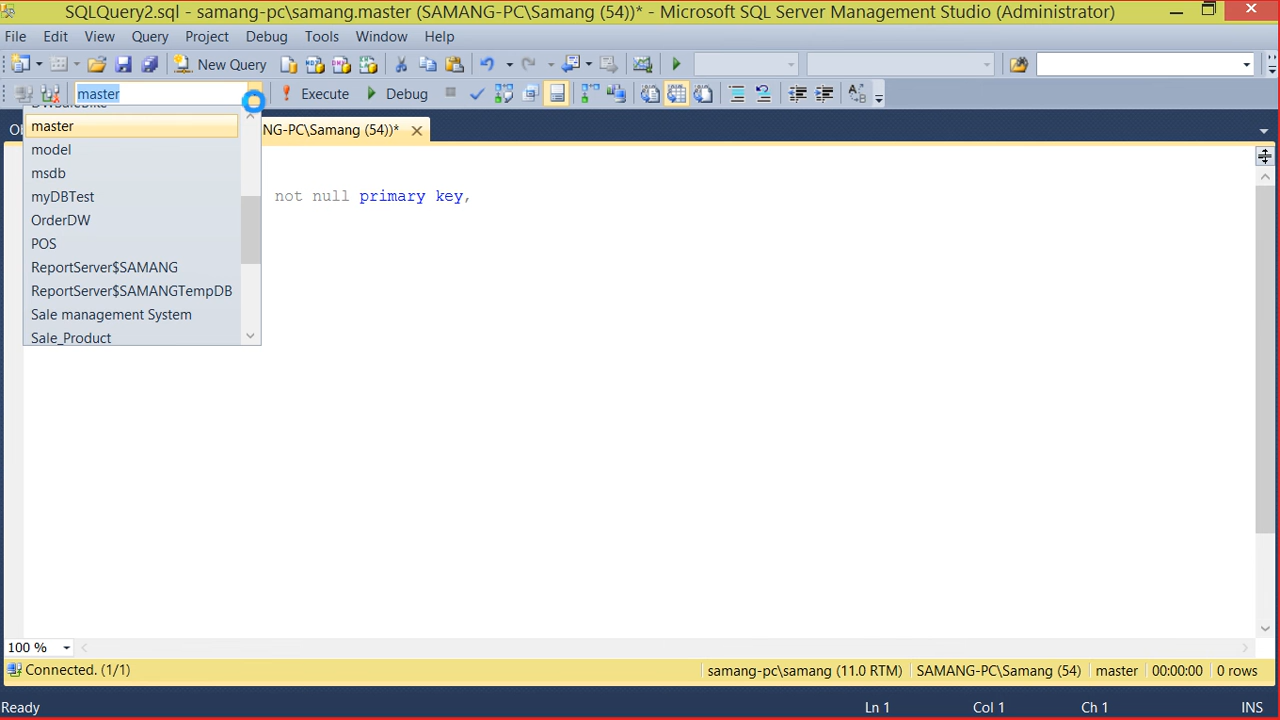 SQLQuery2.sql - samang-pc\samang.master (SAMANG-PC\Samang (54))* - Microsoft SQL Server Management Studio (Administrator)
File Edit View Query Project Debug Tools Window Help
New Query
master Execute Debug
NG-PC\Samang (54))*
master
model
not null primary key,
msdb
myDBTest
OrderDW
POS
ReportServer$SAMANG
ReportServer$SAMANGTempDB
Sale management System
Sale_Product
100 %
Connected. (1/1) samang-pc\samang (11.0 RTM) SAMANG-PC\Samang (54) master 00:00:00 0 rows
Ready Ln 1 Col 1 Ch 1 INS